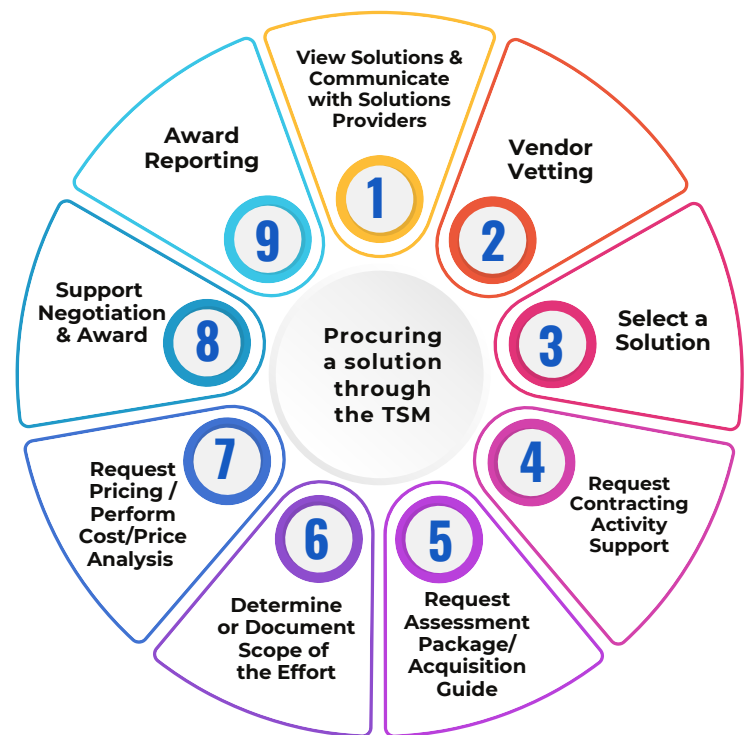 View Solutions &
Communicate
with Solutions
Providers
1
Vendor
Vetting
2
Select a
Solution
3
Request
Contracting
Activity
Support
4
Request
Assessment
Package/
Acquisition
Guide
5
Determine
or Document
Scope of
the Effort
6
Request
Pricing /
Perform
Cost/Price
Analysis
7
Support
Negotiation
& Award
8
Award
Reporting
9
Procuring
a solution
through
the TSM